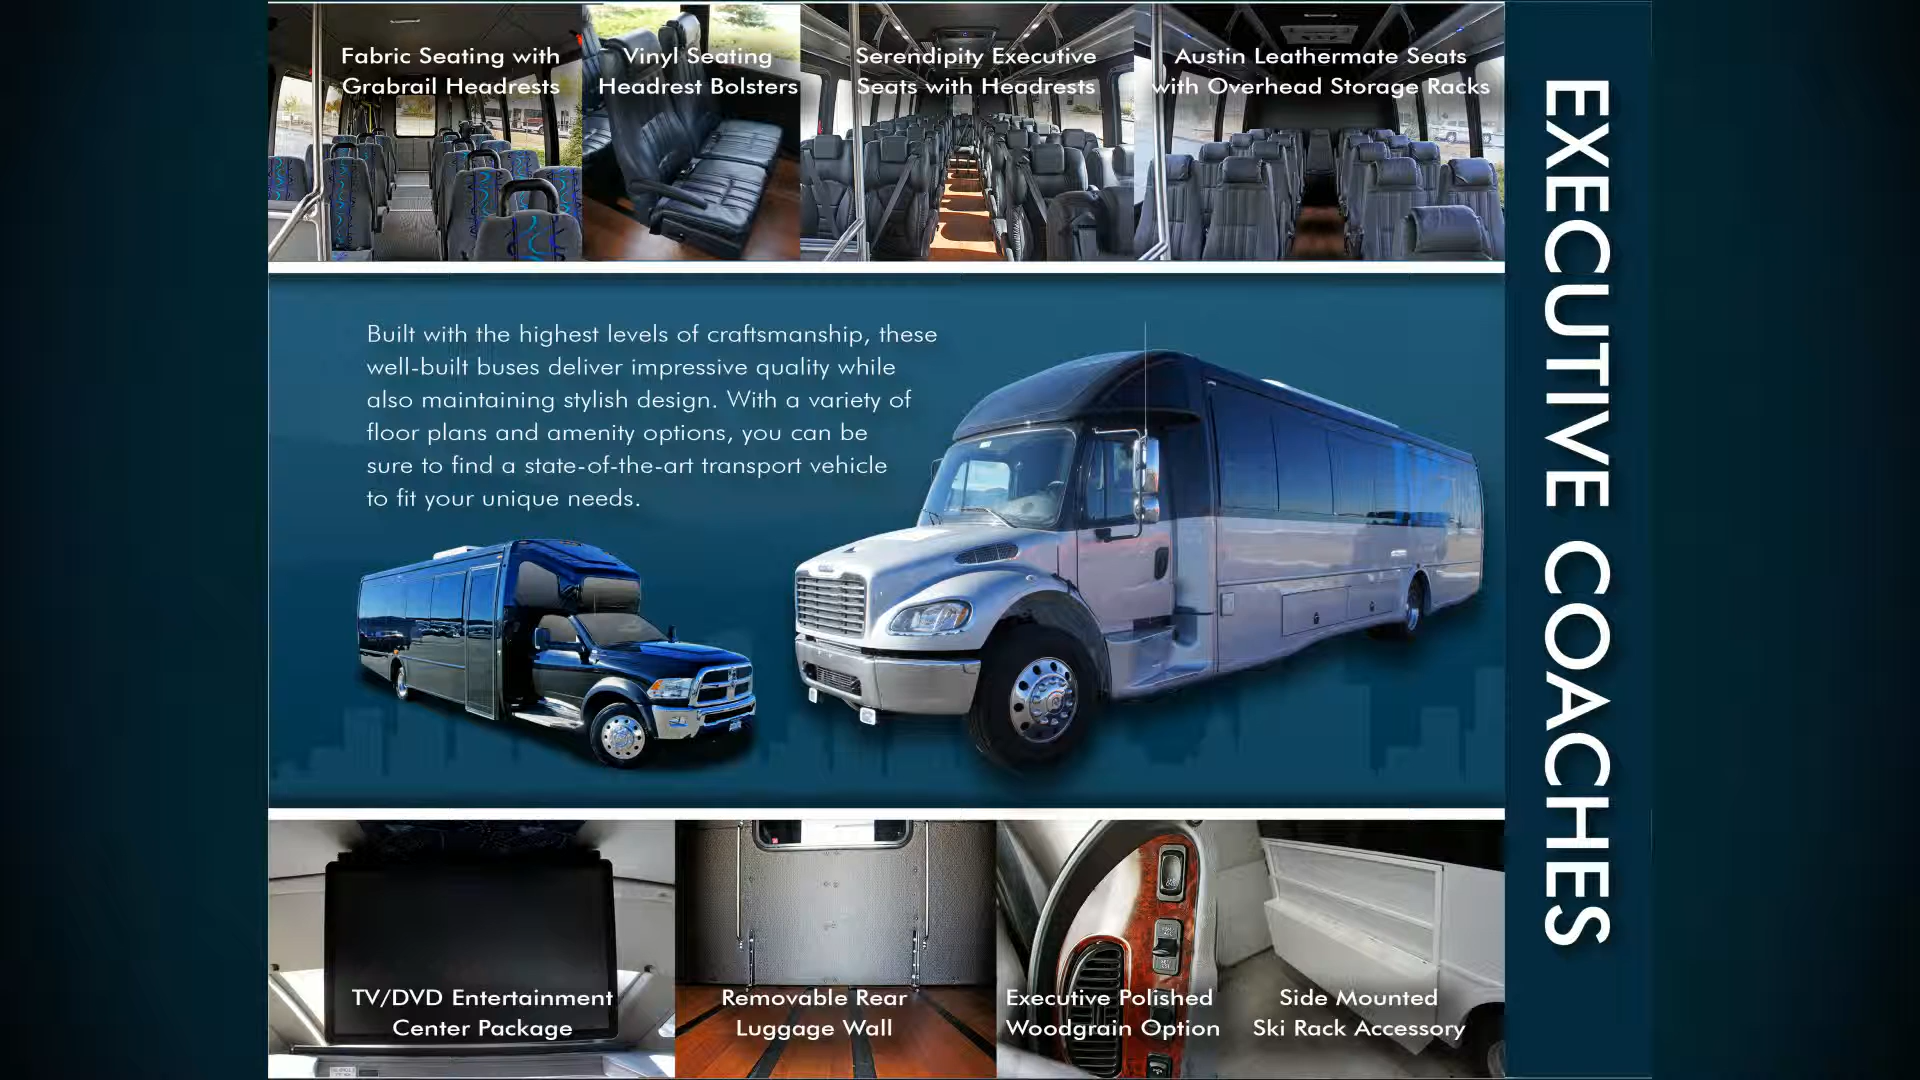 Fabric Seating with
Grabrail Headrests
Vinyl Seating
Headrest Bolsters
Serendipity Executive
Seats with Headrests
Austin Leathermate Seats
with Overhead Storage Racks
EXECUTIVE COACHES
Built with the highest levels of craftsmanship, these
well-built buses deliver impressive quality while
also maintaining stylish design. With a variety of
floor plans and amenity options, you can be
sure to find a state-of-the-art transport vehicle
to fit your unique needs.
TV/DVD Entertainment
Center Package
Removable Rear
Luggage Wall
Executive Polished
Woodgrain Option
Side Mounted
Ski Rack Accessory